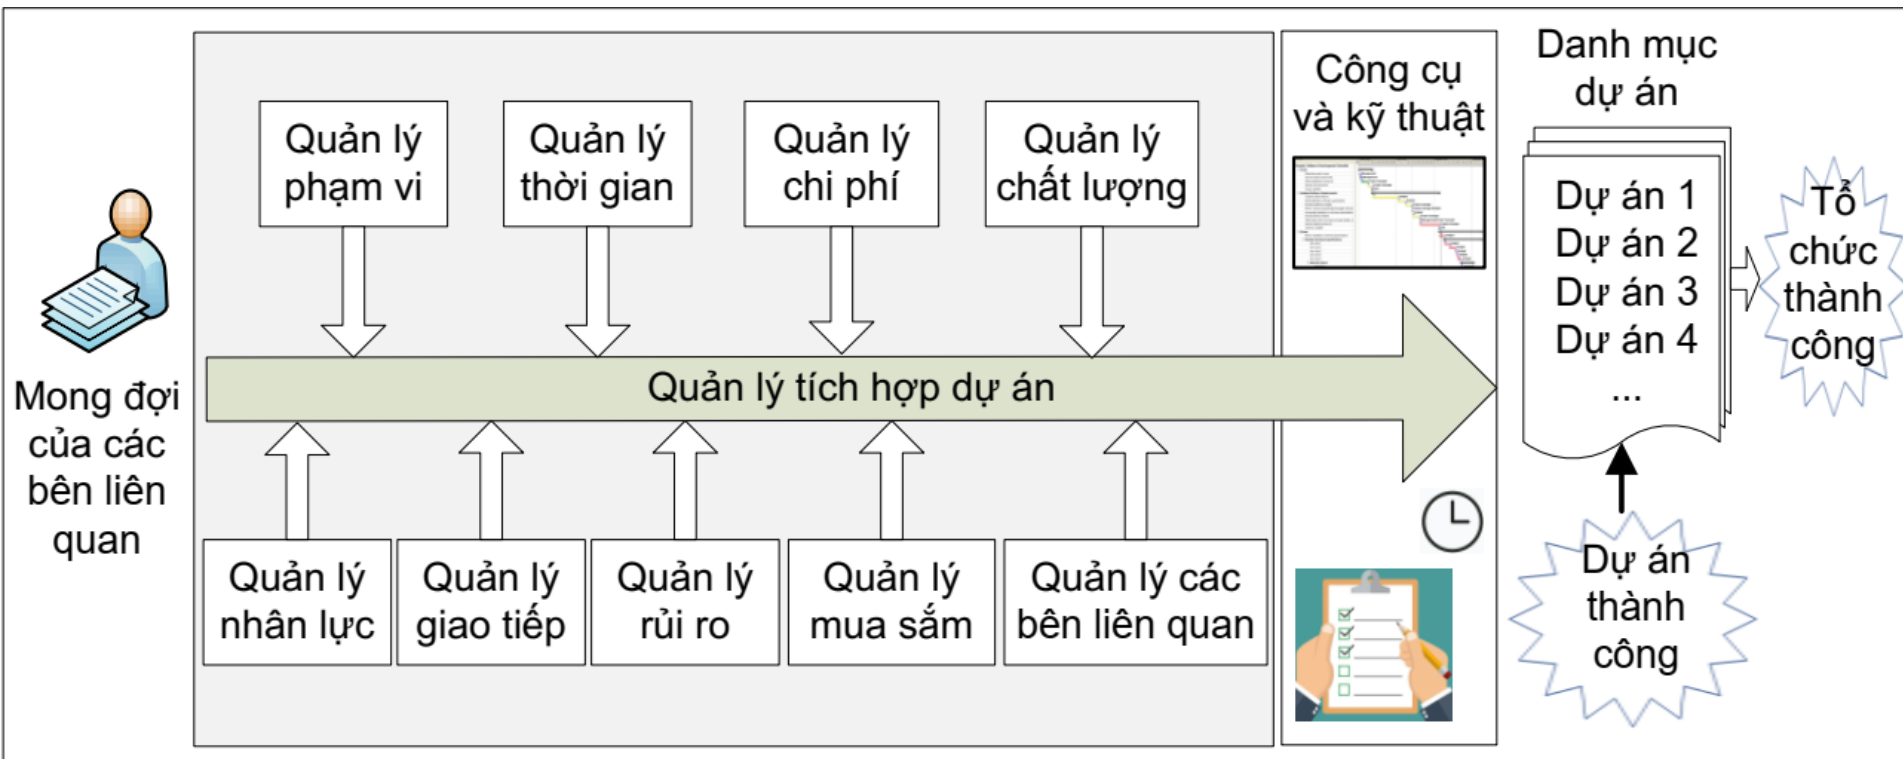 Mong đợi
của các
bên liên
quan
Quản lý
phạm vi
Quản lý
thời gian
Quản lý
chi phí
Quản lý
chất lượng
Quản lý tích hợp dự án
Quản lý
nhân lực
Quản lý
giao tiếp
Quản lý
rủi ro
Quản lý
mua sắm
Quản lý các
bên liên quan
Công cụ
và kỹ thuật
Danh mục
dự án
Dự án 1
Dự án 2
Dự án 3
Dự án 4
...
Dự án
thành
công
Tổ
chức
thành
công